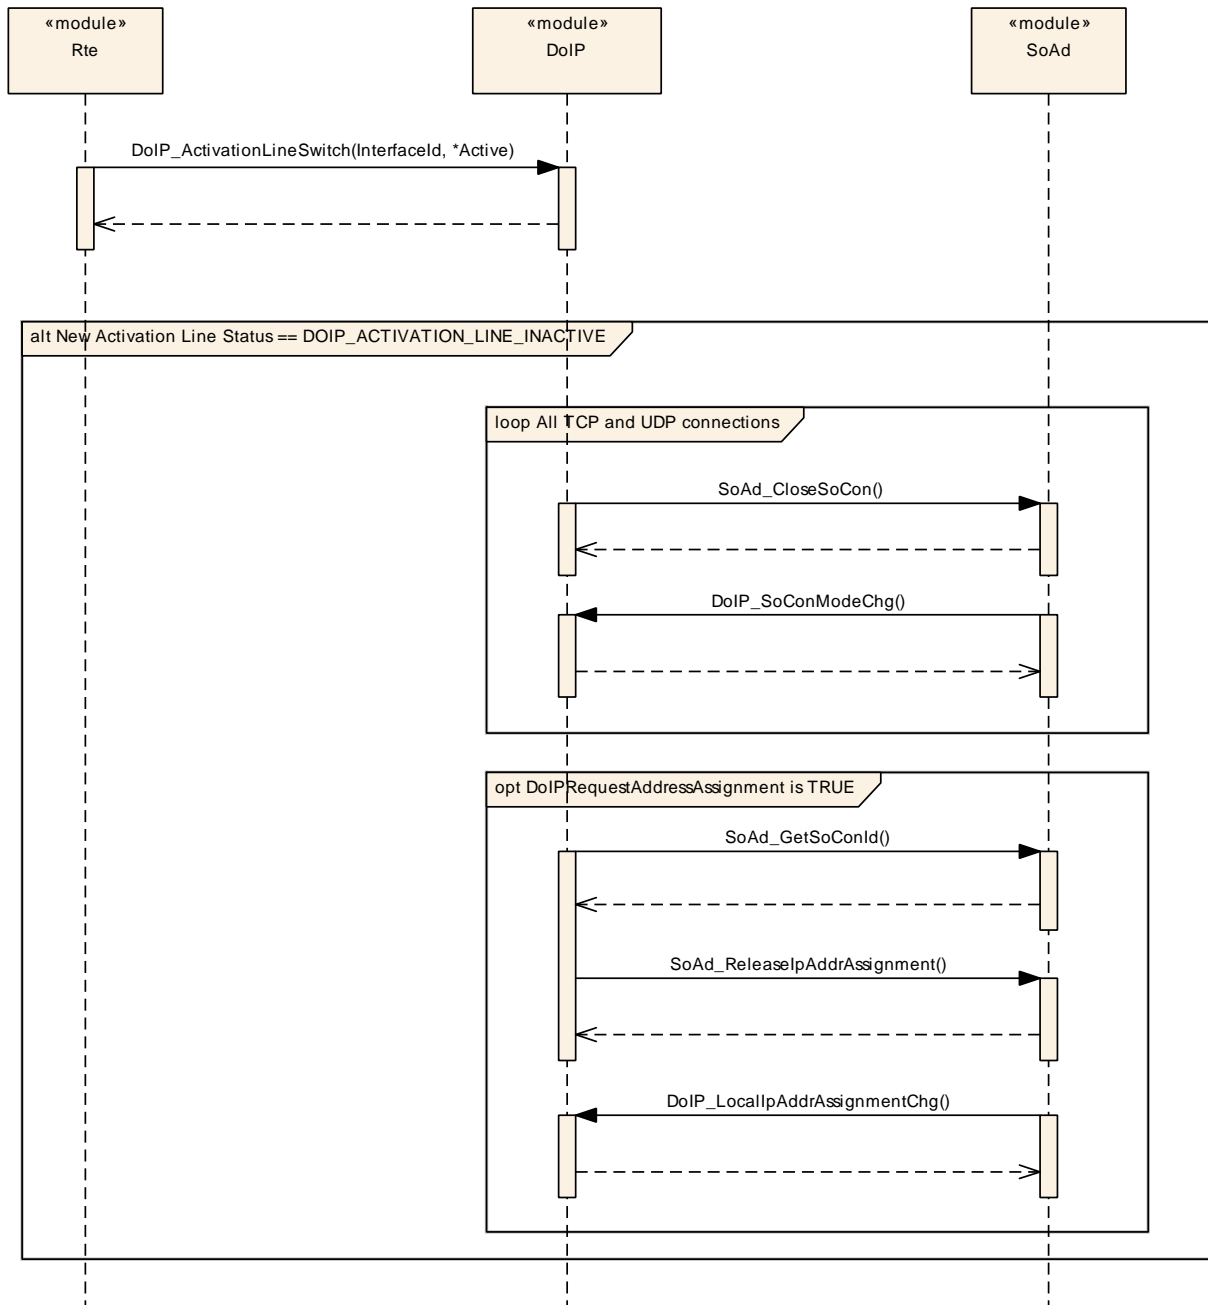 «module»
Rte
«module»
DoIP
«module»
SoAd
DoIP_ActivationLineSwitch(InterfaceId, *Active)
alt New Activation Line Status == DOIP_ACTIVATION_LINE_INACTIVE
loop All TCP and UDP connections
SoAd_CloseSoCon()
DoIP_SoConModeChg()
opt DoIPRequestAddressAssignment is TRUE
SoAd_GetSoConId()
SoAd_ReleaseIpAddrAssignment()
DoIP_LocalIpAddrAssignmentChg()